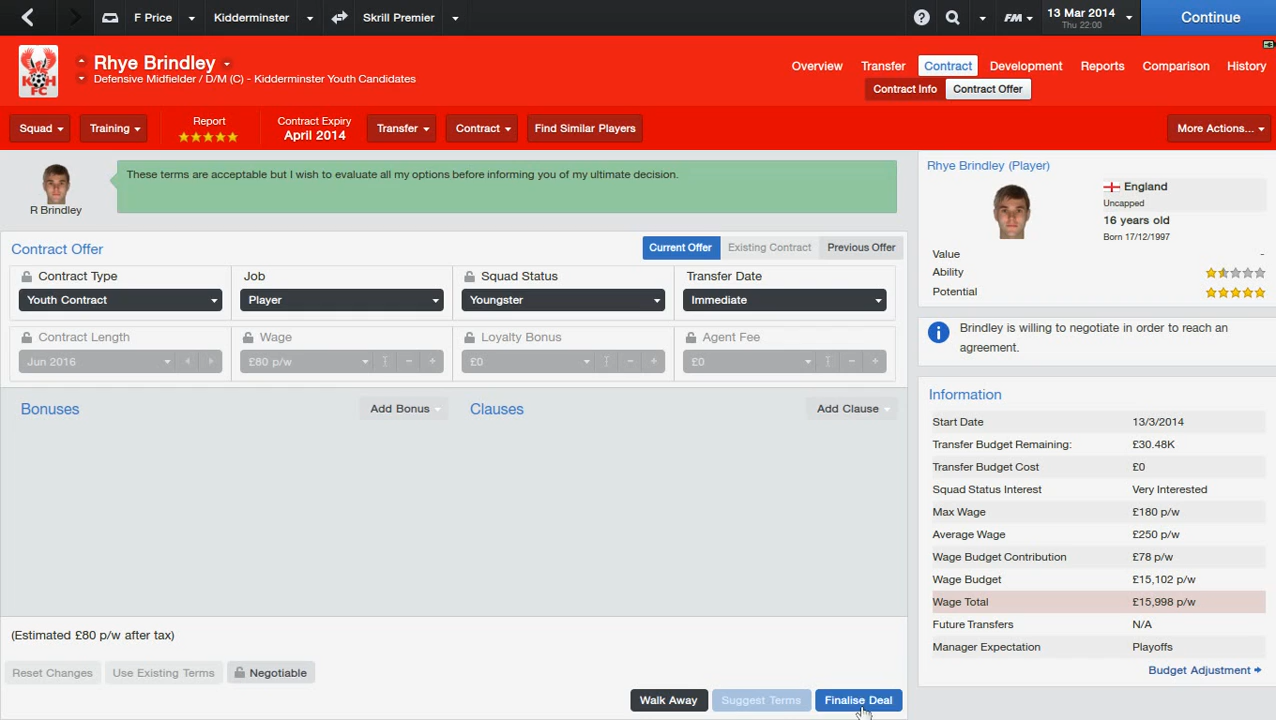 F Price
Kidderminster
Skrill Premier
FM
13 Mar 2014
Thu 22:00
Continue
Rhye Brindley
Defensive Midfielder / D/M (C) - Kidderminster Youth Candidates
Overview
Transfer
Contract
Development
Reports
Comparison
History
Contract Info
Contract Offer
Squad
Training
Report
Contract Expiry
April 2014
Transfer
Contract
Find Similar Players
More Actions...
R Brindley
These terms are acceptable but I wish to evaluate all my options before informing you of my ultimate decision.
Contract Offer
Current Offer
Existing Contract
Previous Offer
Contract Type
Job
Squad Status
Transfer Date
Youth Contract
Player
Youngster
Immediate
Contract Length
Wage
Loyalty Bonus
Agent Fee
Jun 2016
£80 p/w
£0
£0
Bonuses
Add Bonus
Clauses
Add Clause
(Estimated £80 p/w after tax)
Reset Changes
Use Existing Terms
Negotiable
Walk Away
Suggest Terms
Finalise Deal
Rhye Brindley (Player)
England
Uncapped
16 years old
Born 17/12/1997
Value -
Ability
Potential
Brindley is willing to negotiate in order to reach an
agreement.
Information
Start Date 13/3/2014
Transfer Budget Remaining: £30.48K
Transfer Budget Cost £0
Squad Status Interest Very Interested
Max Wage £180 p/w
Average Wage £250 p/w
Wage Budget Contribution £78 p/w
Wage Budget £15,102 p/w
Wage Total £15,998 p/w
Future Transfers N/A
Manager Expectation Playoffs
Budget Adjustment